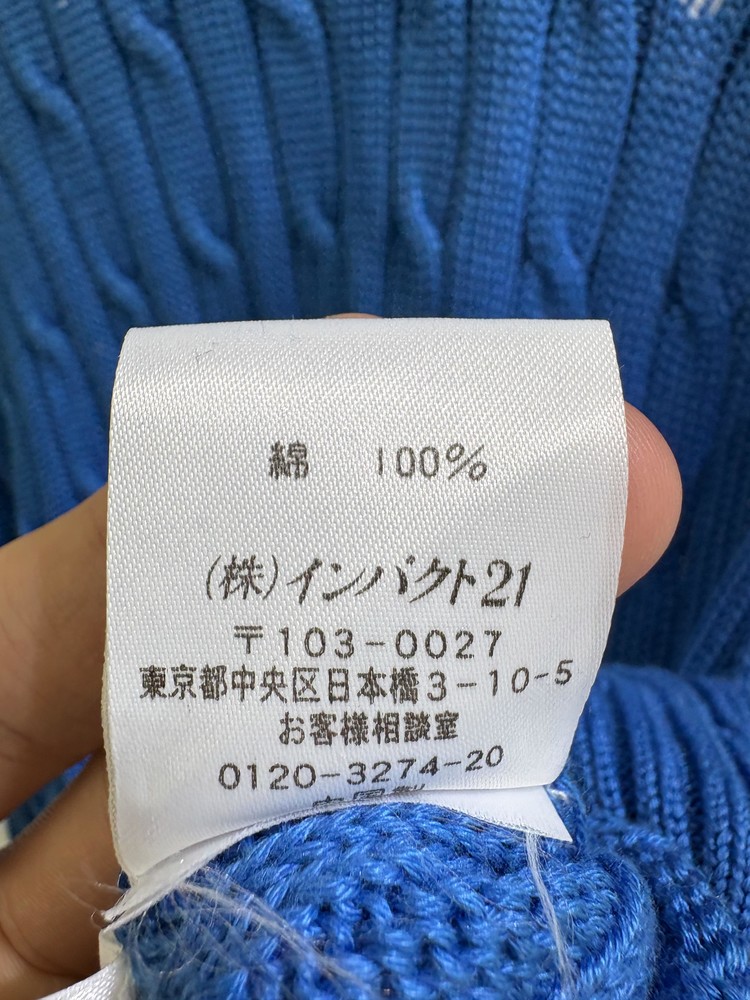 綿 100%
(株)インパクト21
〒103-0027
東京都中央区日本橋3-10-5
お客様相談室
0120-3274-20